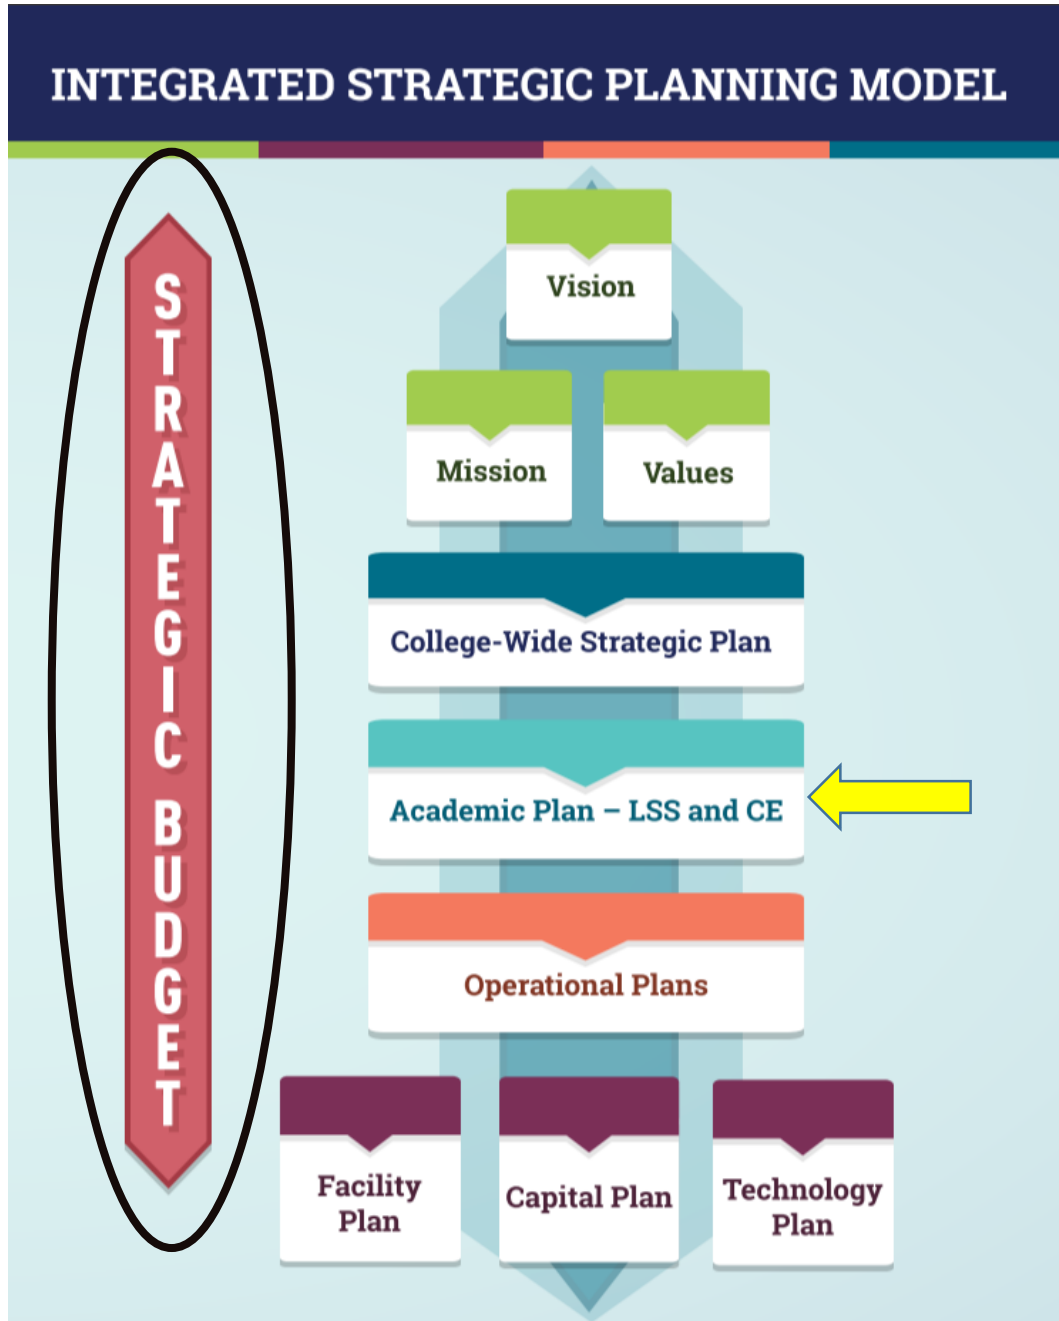 INTEGRATED STRATEGIC PLANNING MODEL
STRATEGIC BUDGET
Vision
Mission
Values
College-Wide Strategic Plan
Academic Plan – LSS and CE
Operational Plans
Facility
Plan
Capital Plan
Technology
Plan